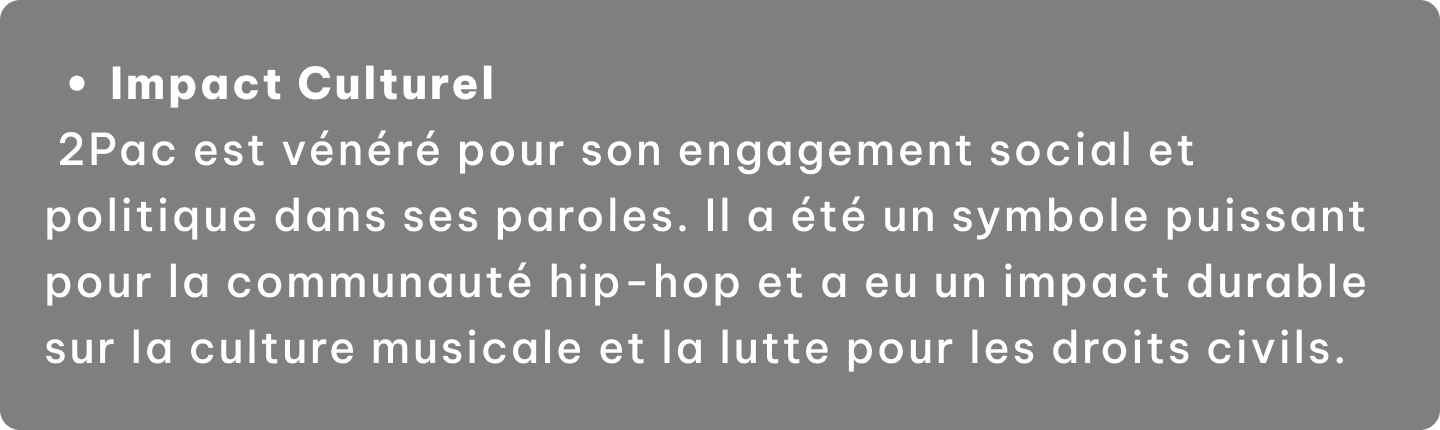 • Impact Culturel
2Pac est vénéré pour son engagement social et
politique dans ses paroles. Il a été un symbole puissant
pour la communauté hip-hop et a eu un impact durable
sur la culture musicale et la lutte pour les droits civils.